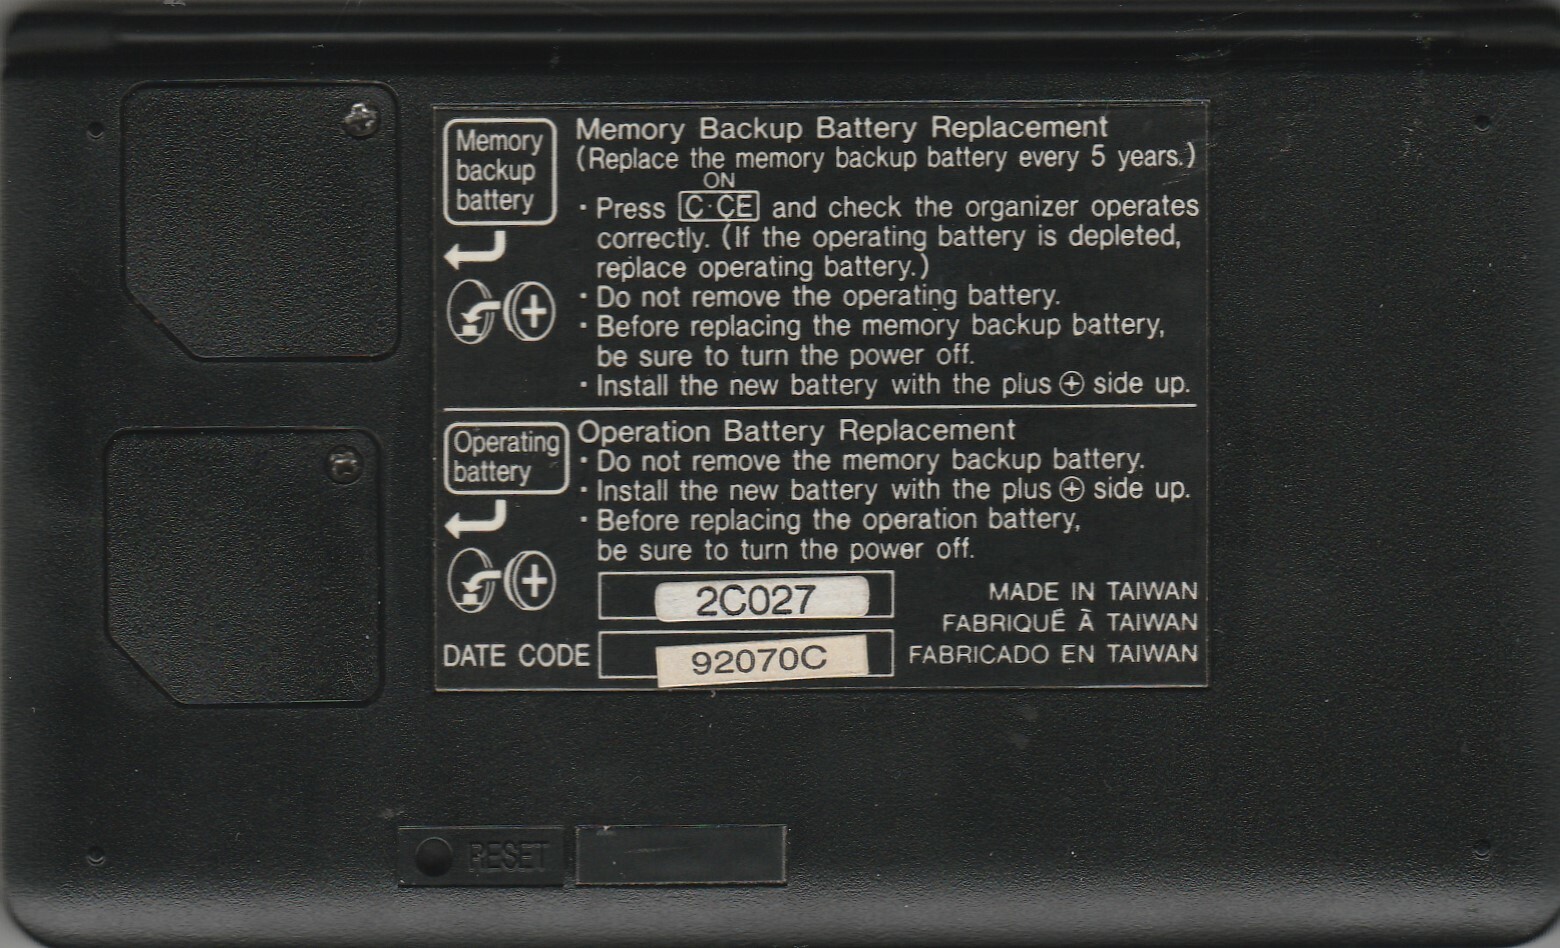 Memory
backup
battery
Memory Backup Battery Replacement
(Replace the memory backup battery every 5 years.)
ON
· Press C·CE and check the organizer operates
correctly. (If the operating battery is depleted,
replace operating battery.)
· Do not remove the operating battery.
· Before replacing the memory backup battery,
be sure to turn the power off.
· Install the new battery with the plus ⊕ side up.
+
Operating
battery
Operation Battery Replacement
· Do not remove the memory backup battery.
· Install the new battery with the plus ⊕ side up.
· Before replacing the operation battery,
be sure to turn the power off.
+
2C027
DATE CODE 92070C
MADE IN TAIWAN
FABRIQUÉ À TAIWAN
FABRICADO EN TAIWAN
RESET